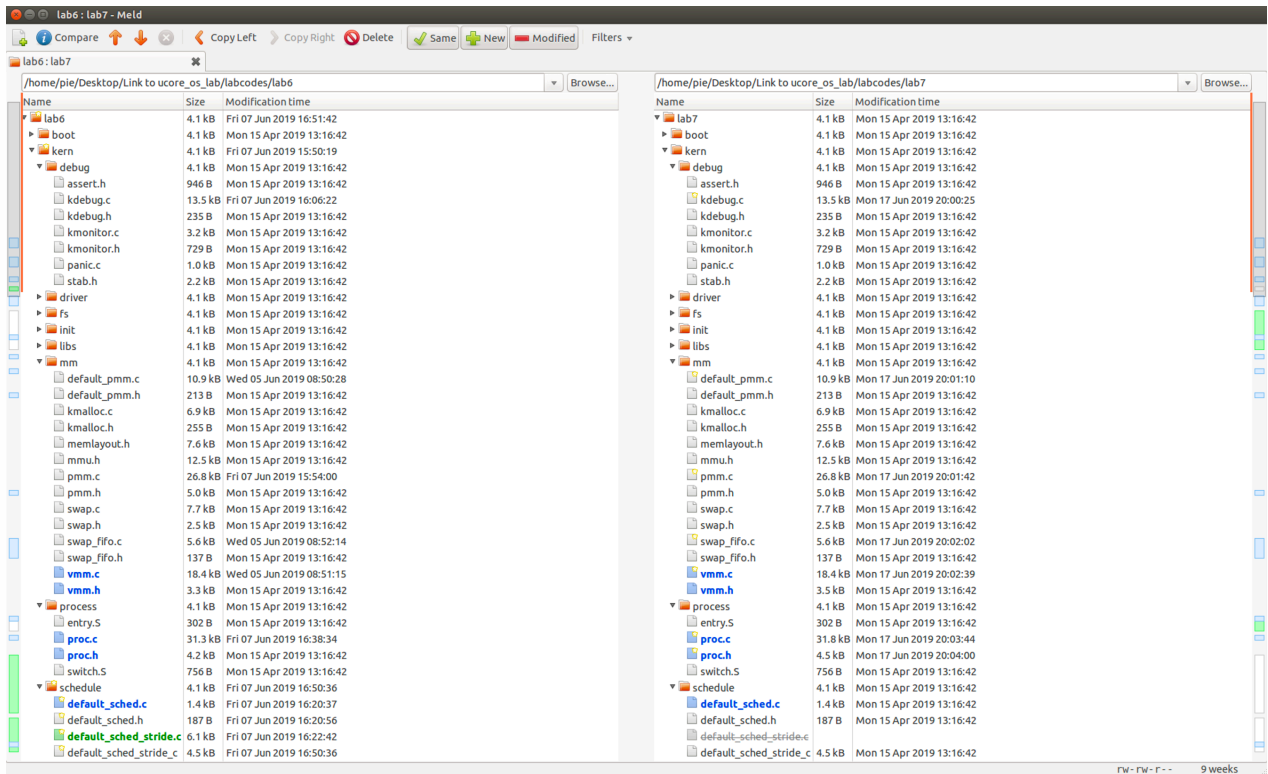 lab6 : lab7 - Meld
Compare Copy Left Copy Right Delete Same New Modified Filters
lab6 : lab7
/home/pie/Desktop/Link to ucore_os_lab/labcodes/lab6 Browse... /home/pie/Desktop/Link to ucore_os_lab/labcodes/lab7 Browse...
Name Size Modification time Name Size Modification time
lab6 4.1 kB Fri 07 Jun 2019 16:51:42 lab7 4.1 kB Mon 15 Apr 2019 13:16:42
boot 4.1 kB Mon 15 Apr 2019 13:16:42 boot 4.1 kB Mon 15 Apr 2019 13:16:42
kern 4.1 kB Fri 07 Jun 2019 15:50:19 kern 4.1 kB Mon 15 Apr 2019 13:16:42
debug 4.1 kB Mon 15 Apr 2019 13:16:42 debug 4.1 kB Mon 15 Apr 2019 13:16:42
assert.h 946 B Mon 15 Apr 2019 13:16:42 assert.h 946 B Mon 15 Apr 2019 13:16:42
kdebug.c 13.5 kB Fri 07 Jun 2019 16:06:22 kdebug.c 13.5 kB Mon 17 Jun 2019 20:00:25
kdebug.h 235 B Mon 15 Apr 2019 13:16:42 kdebug.h 235 B Mon 15 Apr 2019 13:16:42
kmonitor.c 3.2 kB Mon 15 Apr 2019 13:16:42 kmonitor.c 3.2 kB Mon 15 Apr 2019 13:16:42
kmonitor.h 729 B Mon 15 Apr 2019 13:16:42 kmonitor.h 729 B Mon 15 Apr 2019 13:16:42
panic.c 1.0 kB Mon 15 Apr 2019 13:16:42 panic.c 1.0 kB Mon 15 Apr 2019 13:16:42
stab.h 2.2 kB Mon 15 Apr 2019 13:16:42 stab.h 2.2 kB Mon 15 Apr 2019 13:16:42
driver 4.1 kB Mon 15 Apr 2019 13:16:42 driver 4.1 kB Mon 15 Apr 2019 13:16:42
fs 4.1 kB Mon 15 Apr 2019 13:16:42 fs 4.1 kB Mon 15 Apr 2019 13:16:42
init 4.1 kB Mon 15 Apr 2019 13:16:42 init 4.1 kB Mon 15 Apr 2019 13:16:42
libs 4.1 kB Mon 15 Apr 2019 13:16:42 libs 4.1 kB Mon 15 Apr 2019 13:16:42
mm 4.1 kB Mon 15 Apr 2019 13:16:42 mm 4.1 kB Mon 15 Apr 2019 13:16:42
default_pmm.c 10.9 kB Wed 05 Jun 2019 08:50:28 default_pmm.c 10.9 kB Mon 17 Jun 2019 20:01:10
default_pmm.h 213 B Mon 15 Apr 2019 13:16:42 default_pmm.h 213 B Mon 15 Apr 2019 13:16:42
kmalloc.c 6.9 kB Mon 15 Apr 2019 13:16:42 kmalloc.c 6.9 kB Mon 15 Apr 2019 13:16:42
kmalloc.h 255 B Mon 15 Apr 2019 13:16:42 kmalloc.h 255 B Mon 15 Apr 2019 13:16:42
memlayout.h 7.6 kB Mon 15 Apr 2019 13:16:42 memlayout.h 7.6 kB Mon 15 Apr 2019 13:16:42
mmu.h 12.5 kB Mon 15 Apr 2019 13:16:42 mmu.h 12.5 kB Mon 15 Apr 2019 13:16:42
pmm.c 26.8 kB Fri 07 Jun 2019 15:54:00 pmm.c 26.8 kB Mon 17 Jun 2019 20:01:42
pmm.h 5.0 kB Mon 15 Apr 2019 13:16:42 pmm.h 5.0 kB Mon 15 Apr 2019 13:16:42
swap.c 7.7 kB Mon 15 Apr 2019 13:16:42 swap.c 7.7 kB Mon 15 Apr 2019 13:16:42
swap.h 2.5 kB Mon 15 Apr 2019 13:16:42 swap.h 2.5 kB Mon 15 Apr 2019 13:16:42
swap_fifo.c 5.6 kB Wed 05 Jun 2019 08:52:14 swap_fifo.c 5.6 kB Mon 17 Jun 2019 20:02:02
swap_fifo.h 137 B Mon 15 Apr 2019 13:16:42 swap_fifo.h 137 B Mon 15 Apr 2019 13:16:42
vmm.c 18.4 kB Wed 05 Jun 2019 08:51:15 vmm.c 18.4 kB Mon 17 Jun 2019 20:02:39
vmm.h 3.3 kB Mon 15 Apr 2019 13:16:42 vmm.h 3.5 kB Mon 15 Apr 2019 13:16:42
process 4.1 kB Mon 15 Apr 2019 13:16:42 process 4.1 kB Mon 15 Apr 2019 13:16:42
entry.S 302 B Mon 15 Apr 2019 13:16:42 entry.S 302 B Mon 15 Apr 2019 13:16:42
proc.c 31.3 kB Fri 07 Jun 2019 16:38:34 proc.c 31.8 kB Mon 17 Jun 2019 20:03:44
proc.h 4.2 kB Mon 15 Apr 2019 13:16:42 proc.h 4.5 kB Mon 17 Jun 2019 20:04:00
switch.S 756 B Mon 15 Apr 2019 13:16:42 switch.S 756 B Mon 15 Apr 2019 13:16:42
schedule 4.1 kB Fri 07 Jun 2019 16:50:36 schedule 4.1 kB Mon 15 Apr 2019 13:16:42
default_sched.c 1.4 kB Fri 07 Jun 2019 16:20:37 default_sched.c 1.4 kB Mon 15 Apr 2019 13:16:42
default_sched.h 187 B Fri 07 Jun 2019 16:20:56 default_sched.h 187 B Mon 15 Apr 2019 13:16:42
default_sched_stride.c 6.1 kB Fri 07 Jun 2019 16:22:42 default_sched_stride.c
default_sched_stride_c 4.5 kB Fri 07 Jun 2019 16:50:36 default_sched_stride_c 4.5 kB Mon 15 Apr 2019 13:16:42
rw-rw-r-- 9 weeks